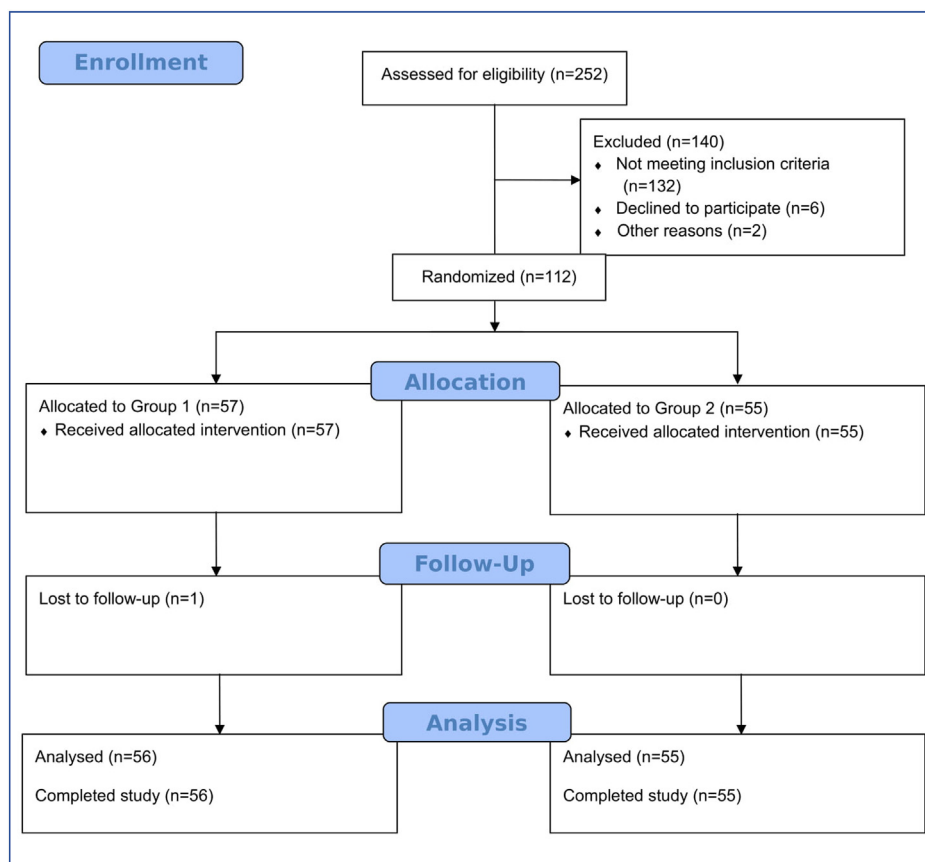 Enrollment
Assessed for eligibility (n=252)
Excluded (n=140)
♦ Not meeting inclusion criteria
(n=132)
♦ Declined to participate (n=6)
♦ Other reasons (n=2)
Randomized (n=112)
Allocation
Allocated to Group 1 (n=57)
♦ Received allocated intervention (n=57)
Allocated to Group 2 (n=55)
♦ Received allocated intervention (n=55)
Follow-Up
Lost to follow-up (n=1)
Lost to follow-up (n=0)
Analysis
Analysed (n=56)
Completed study (n=56)
Analysed (n=55)
Completed study (n=55)